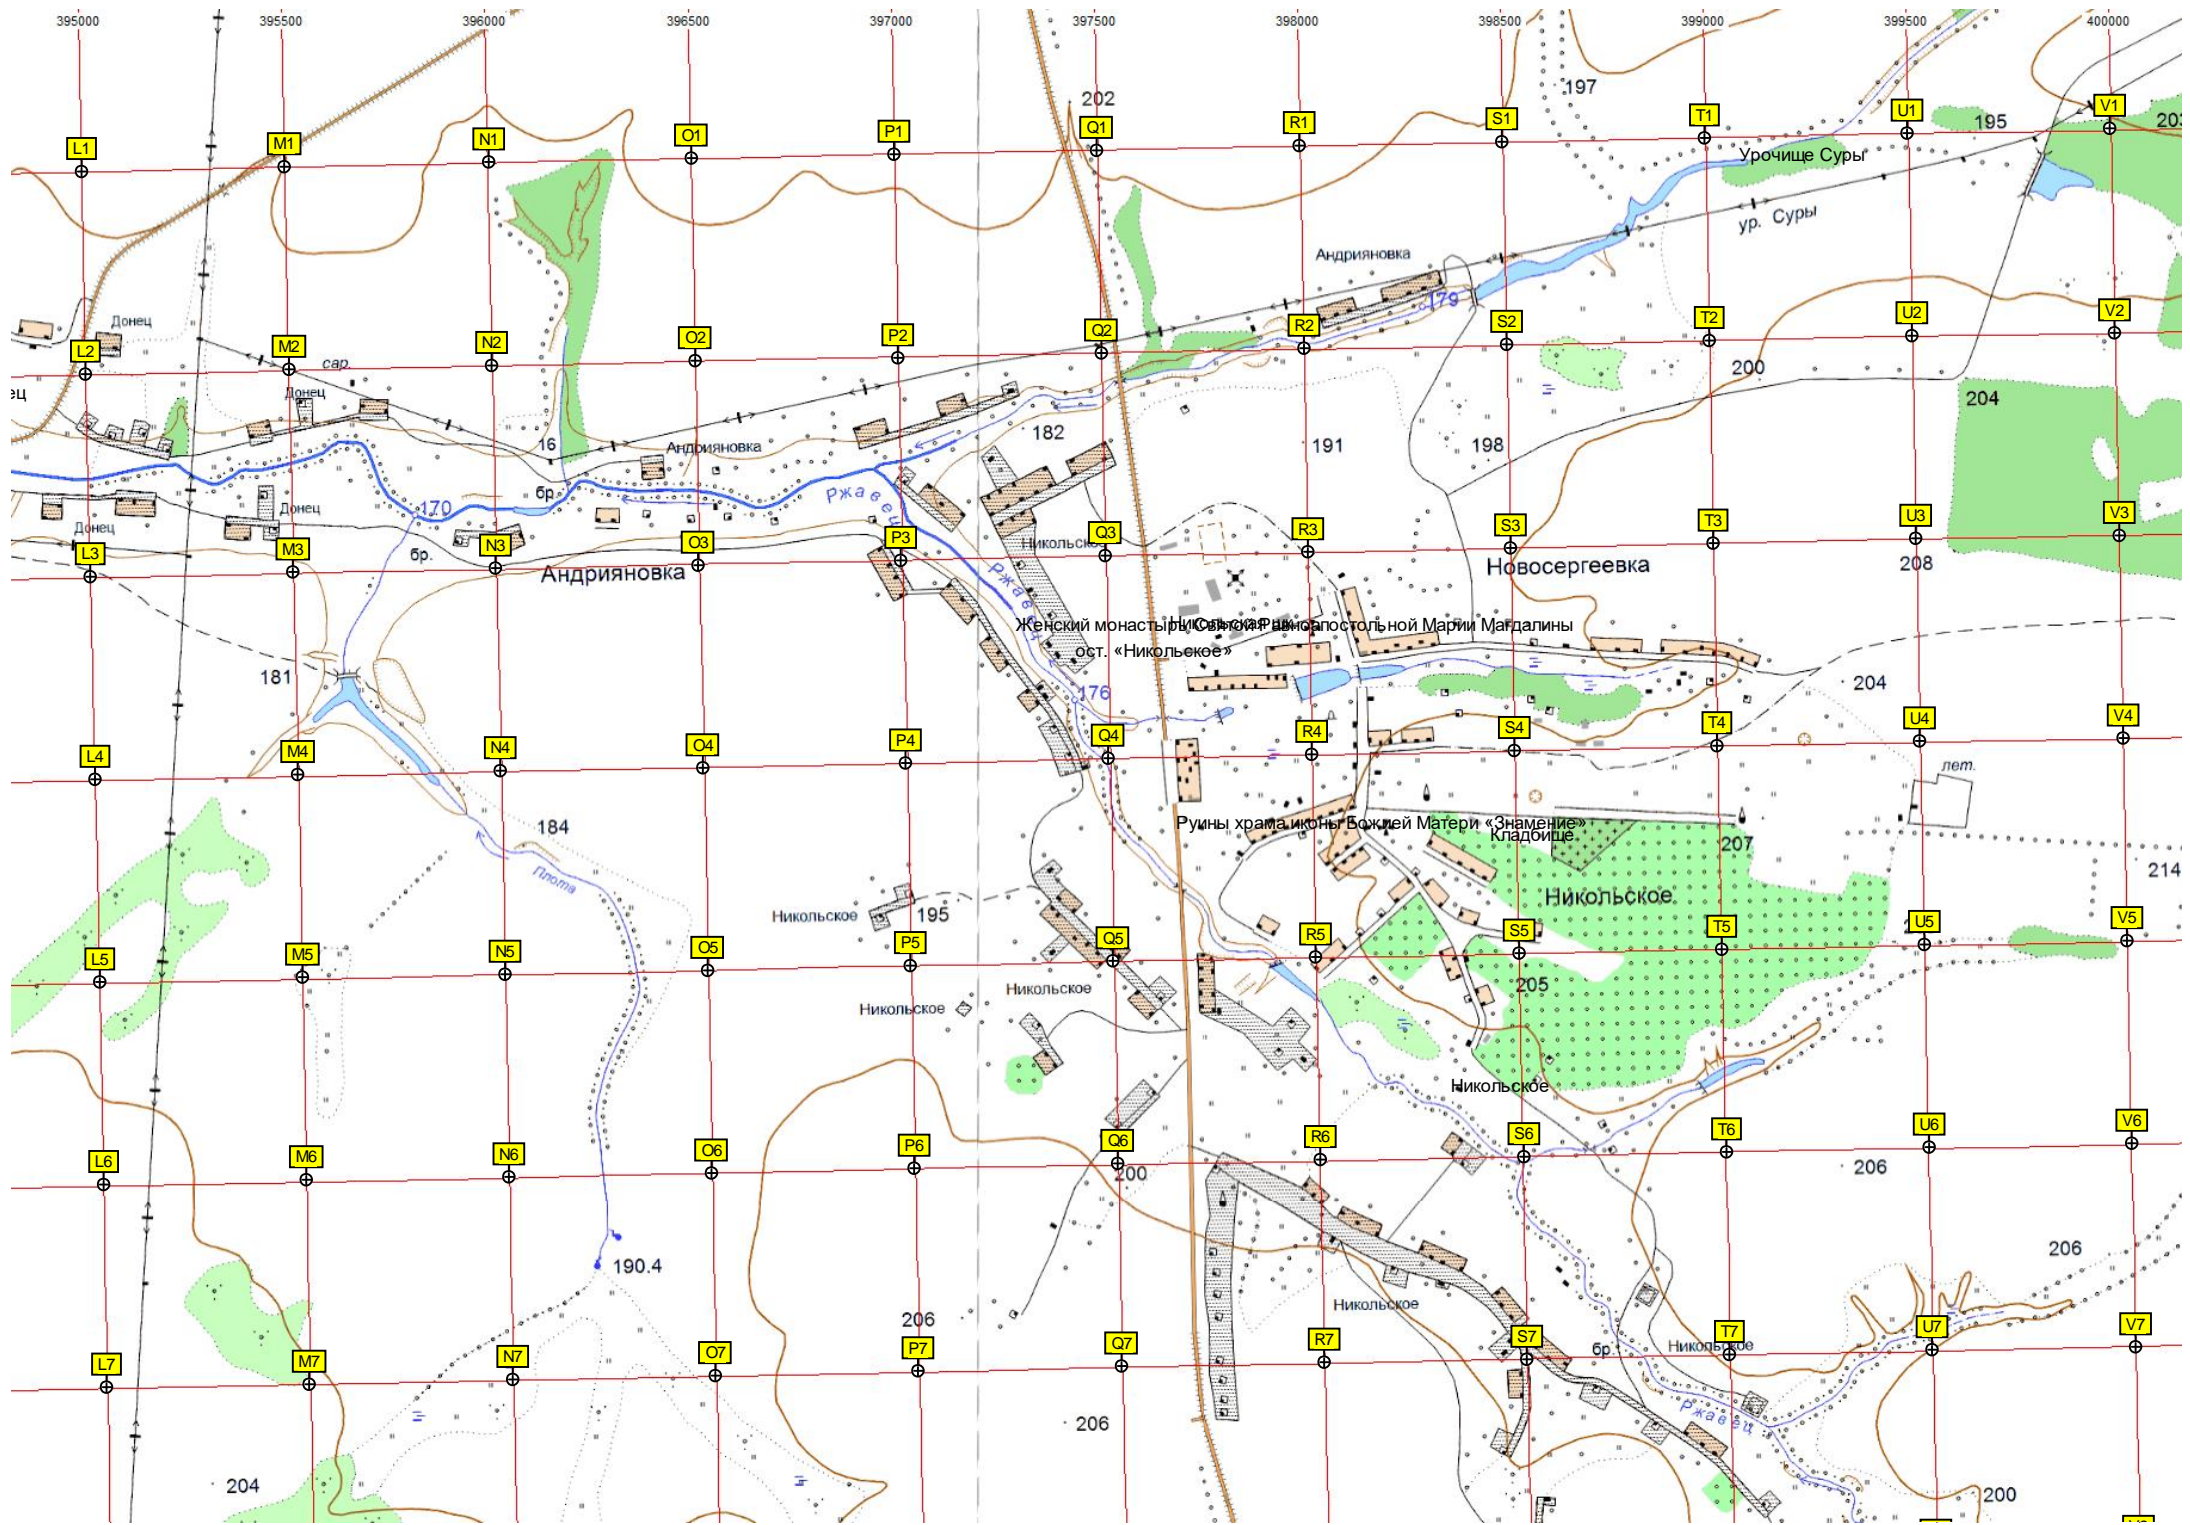 395000 395500 396000 396500 397000 397500 398000 398500 399000 399500 400000
202
197
L1 M1 N1 O1 P1 Q1 R1 S1 T1 U1 V1
195
203
Урочище Суры
ур. Суры
Андрияновка
179
Донец
L2 M2 N2 O2 P2 Q2 R2 S2 T2 U2 V2
сар.
200
Донец
204
182
16
Андрияновка
191
198
Ржавец
бр.
170
Донец
Донец
бр.
L3 M3 N3 O3 P3 Q3 R3 S3 T3 U3 V3
Никольское
208
Андрияновка
Новосергеевка
Ржавец
Женский монастырь Святой Равноапостольной Марии Магдалины
ост. «Никольское»
181
176
204
L4 M4 N4 O4 P4 Q4 R4 S4 T4 U4 V4
лет.
184
Руины храма иконы Божией Матери «Знамение»
Кладбище
207
214
Плота
Никольское
195
Никольское
L5 M5 N5 O5 P5 Q5 R5 S5 T5 U5 V5
Никольское
205
Никольское
Никольское
L6 M6 N6 O6 P6 Q6 R6 S6 T6 U6 V6
200
206
206
190.4
Никольское
206
L7 M7 N7 O7 P7 Q7 R7 S7 T7 U7 V7
бр.
Никольское
206
Ржавец
204
200